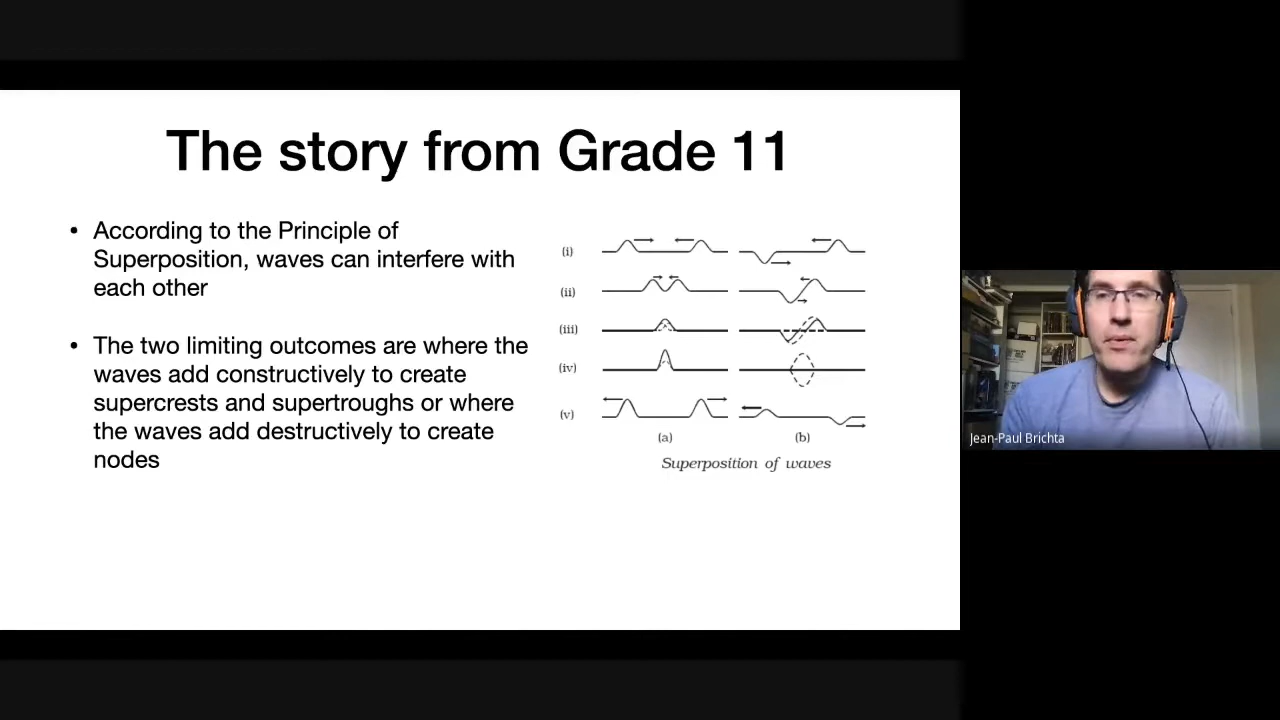 The story from Grade 11
• According to the Principle of
Superposition, waves can interfere with
each other
• The two limiting outcomes are where the
waves add constructively to create
supercrests and supertroughs or where
the waves add destructively to create
nodes
(i)
(ii)
(iii)
(iv)
(v)
(a)
(b)
Superposition of waves
Jean-Paul Brichta